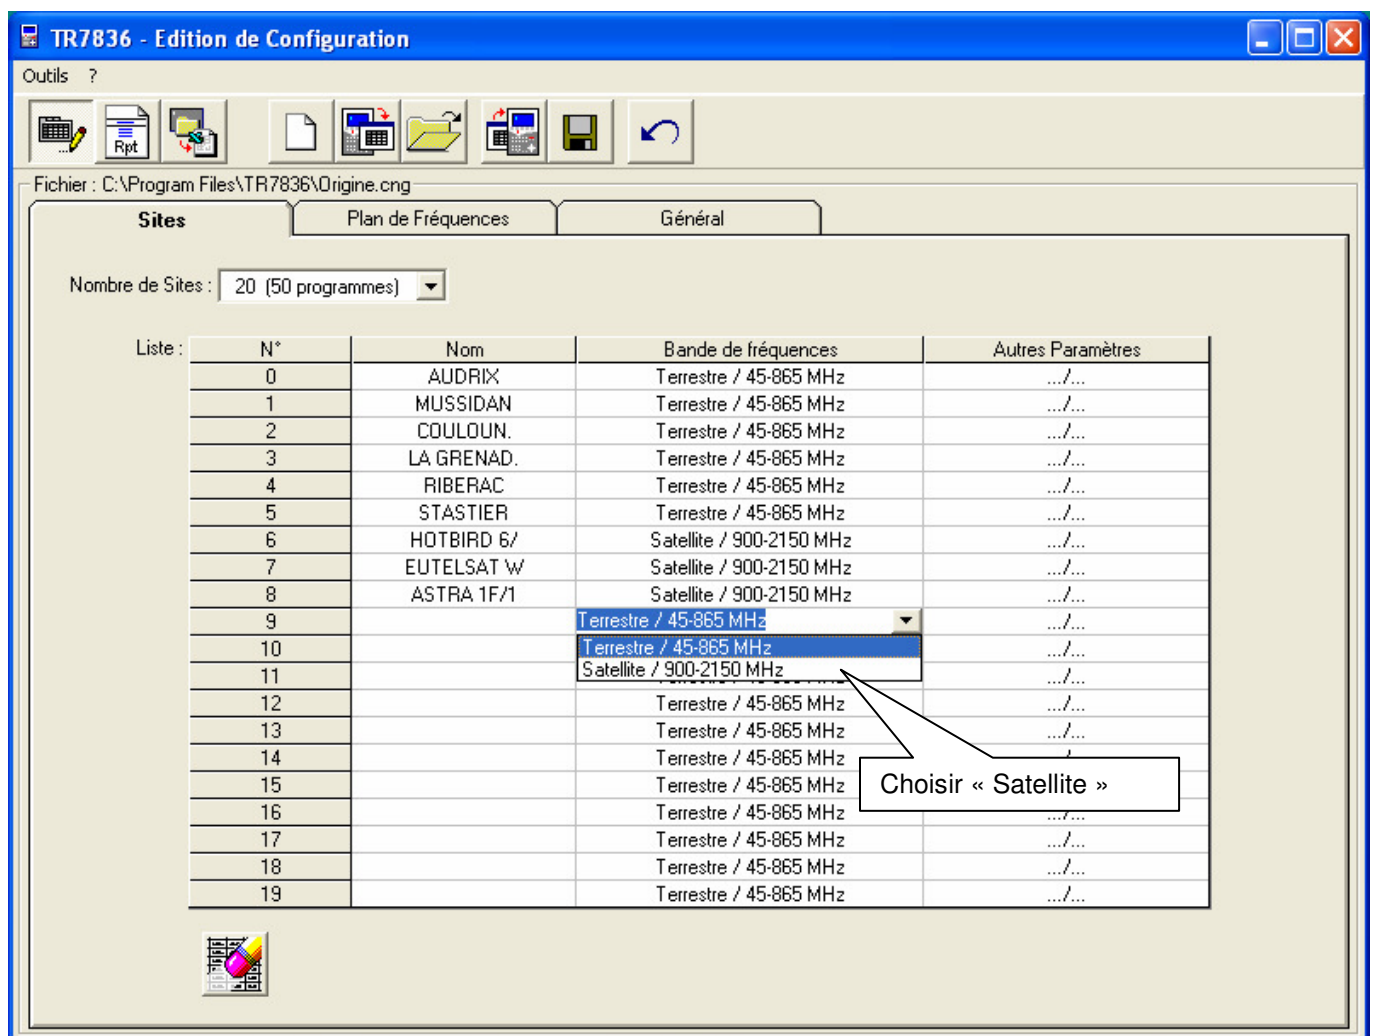 TR7836 - Edition de Configuration
Outils ?
Rpt
Fichier : C:\Program Files\TR7836\Origine.cng
Sites Plan de Fréquences Général
Nombre de Sites : 20 (50 programmes)
Liste : N° Nom Bande de fréquences Autres Paramètres
0 AUDRIX Terrestre / 45-865 MHz .../...
1 MUSSIDAN Terrestre / 45-865 MHz .../...
2 COULOUN. Terrestre / 45-865 MHz .../...
3 LA GRENAD. Terrestre / 45-865 MHz .../...
4 RIBERAC Terrestre / 45-865 MHz .../...
5 STASTIER Terrestre / 45-865 MHz .../...
6 HOTBIRD 6/ Satellite / 900-2150 MHz .../...
7 EUTELSAT W Satellite / 900-2150 MHz .../...
8 ASTRA 1F/1 Satellite / 900-2150 MHz .../...
9 Terrestre / 45-865 MHz .../...
10 Terrestre / 45-865 MHz .../...
11 Satellite / 900-2150 MHz .../...
12 Terrestre / 45-865 MHz .../...
13 Terrestre / 45-865 MHz .../...
14 Terrestre / 45-865 MHz
15 Terrestre / 45-865 MHz
Choisir « Satellite »
16 Terrestre / 45-865 MHz .../...
17 Terrestre / 45-865 MHz .../...
18 Terrestre / 45-865 MHz .../...
19 Terrestre / 45-865 MHz .../...